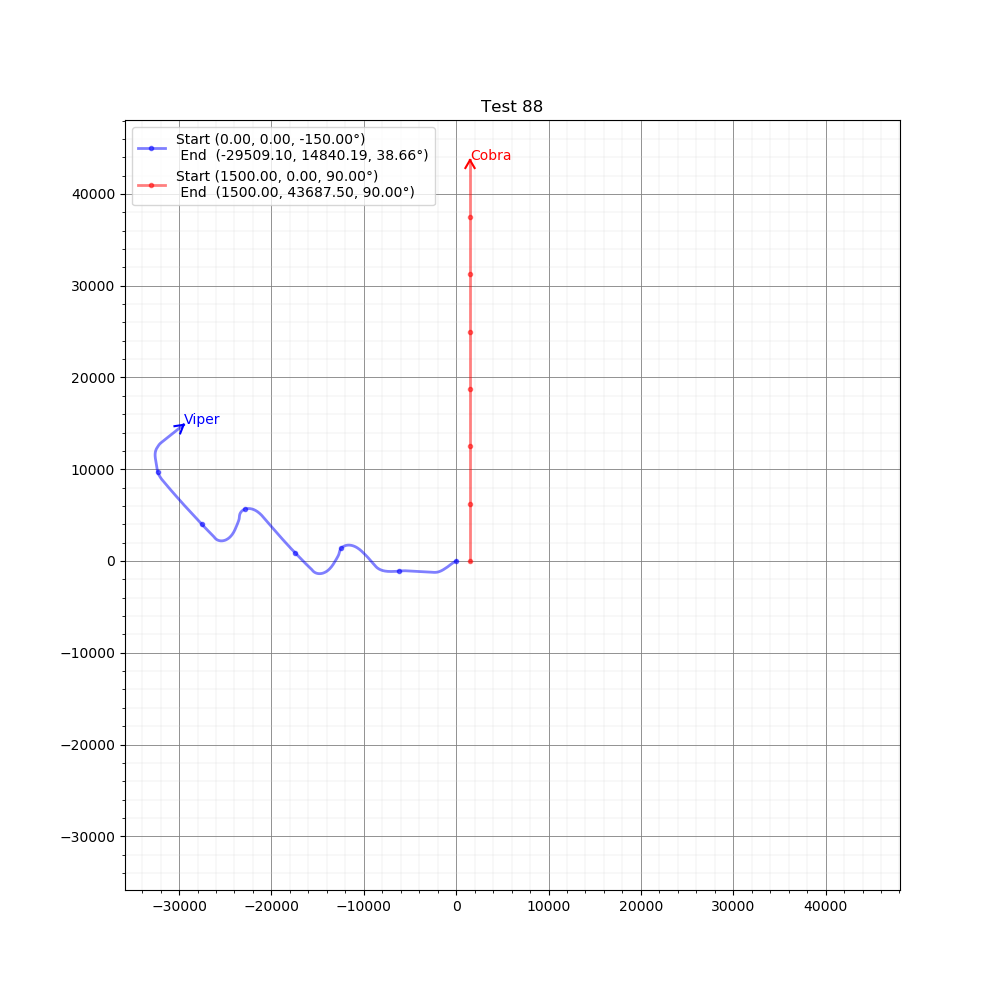 Test 88
Start (0.00, 0.00, -150.00°)
End  (-29509.10, 14840.19, 38.66°)
Start (1500.00, 0.00, 90.00°)
End  (1500.00, 43687.50, 90.00°)
Cobra
Viper
40000
30000
20000
10000
0
−10000
−20000
−30000
−30000 −20000 −10000 0 10000 20000 30000 40000